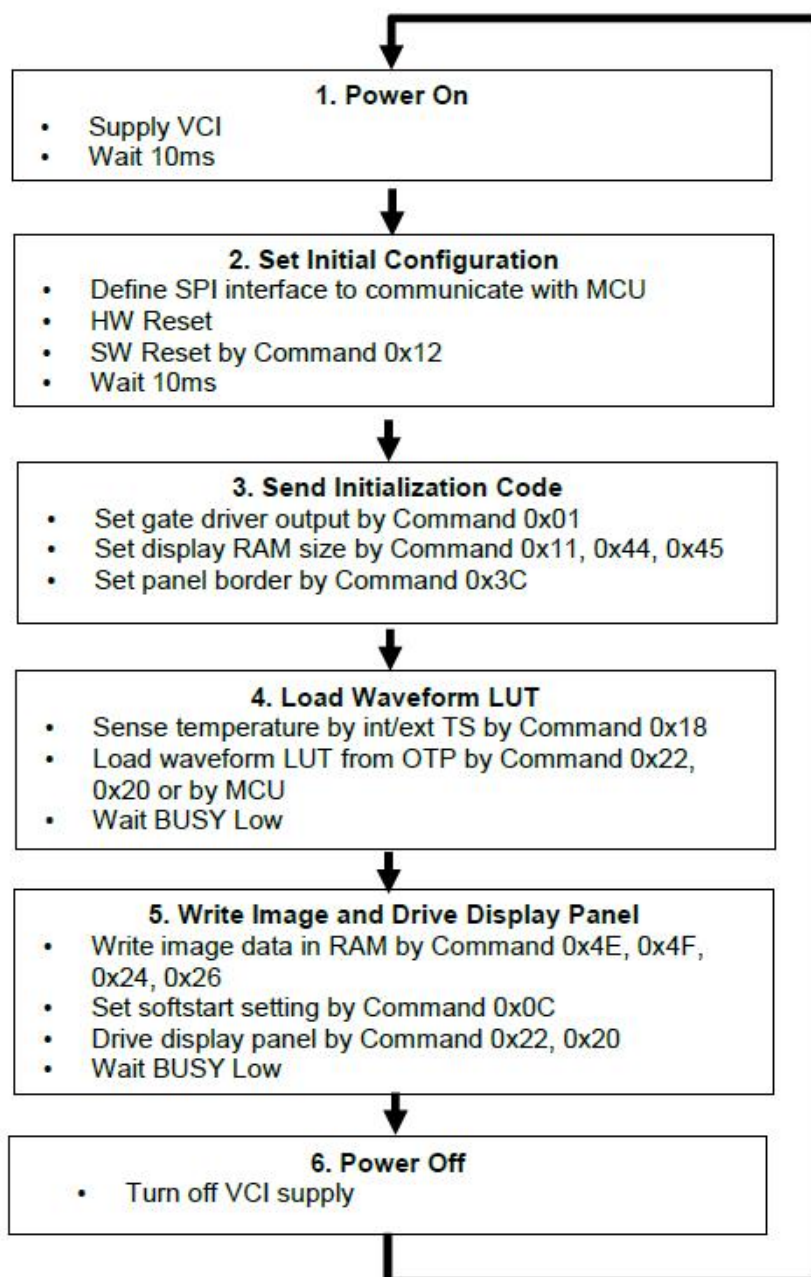 1. Power On
• Supply VCI
• Wait 10ms
2. Set Initial Configuration
• Define SPI interface to communicate with MCU
• HW Reset
• SW Reset by Command 0x12
• Wait 10ms
3. Send Initialization Code
• Set gate driver output by Command 0x01
• Set display RAM size by Command 0x11, 0x44, 0x45
• Set panel border by Command 0x3C
4. Load Waveform LUT
• Sense temperature by int/ext TS by Command 0x18
• Load waveform LUT from OTP by Command 0x22,
0x20 or by MCU
• Wait BUSY Low
5. Write Image and Drive Display Panel
• Write image data in RAM by Command 0x4E, 0x4F,
0x24, 0x26
• Set softstart setting by Command 0x0C
• Drive display panel by Command 0x22, 0x20
• Wait BUSY Low
6. Power Off
• Turn off VCI supply